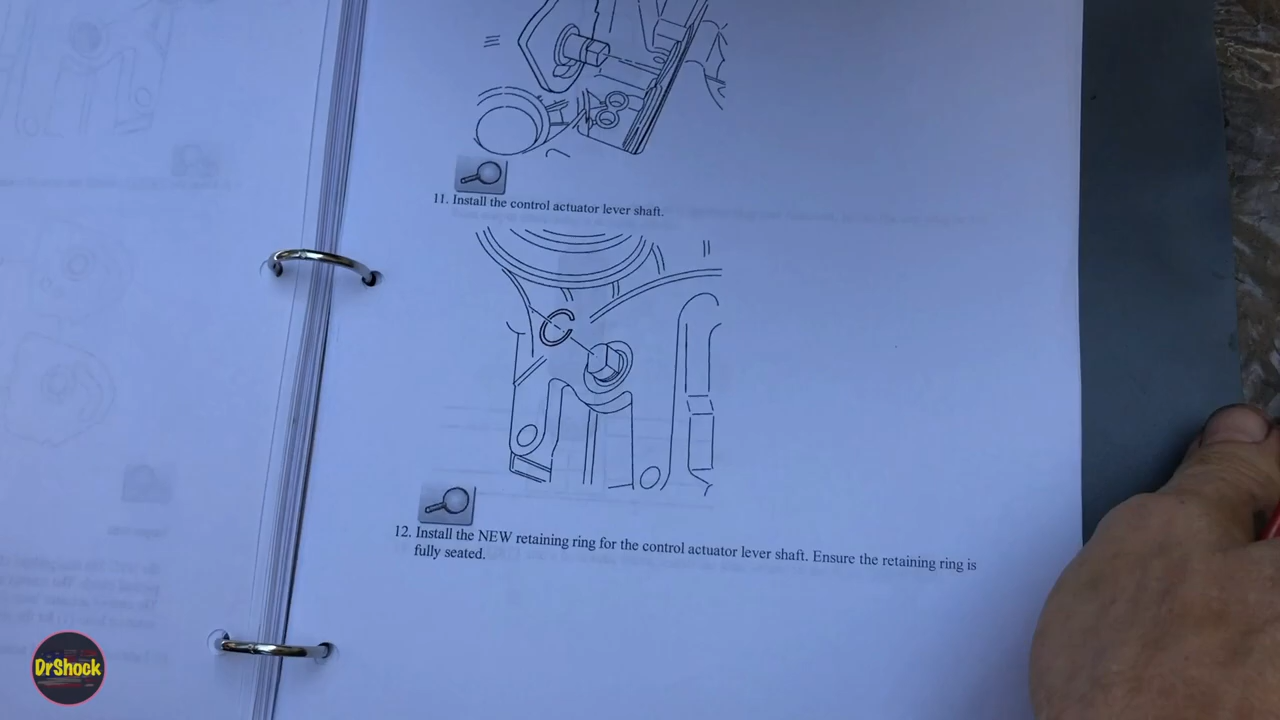 11. Install the control actuator lever shaft.
12. Install the NEW retaining ring for the control actuator lever shaft. Ensure the retaining ring is
fully seated.
DrShock